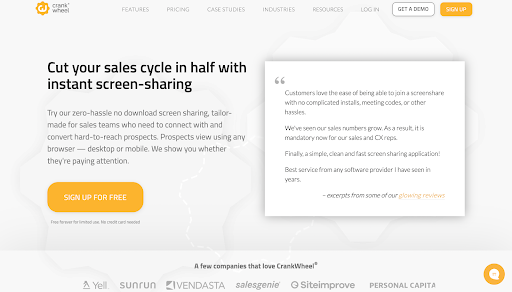 crank®
wheel
FEATURES PRICING CASE STUDIES INDUSTRIES RESOURCES LOG IN GET A DEMO SIGN UP
Cut your sales cycle in half with
instant screen-sharing
Try our zero-hassle no download screen sharing, tailor-
made for sales teams who need to connect with and
convert hard-to-reach prospects. Prospects view using any
browser — desktop or mobile. We show you whether
they're paying attention.
SIGN UP FOR FREE
Free forever for limited use. No credit card needed
“
Customers love the ease of being able to join a screenshare
with no complicated installs, meeting codes, or other
hassles.
We've seen our sales numbers grow. As a result, it is
mandatory now for our sales and CX reps.
Finally, a simple, clean and fast screen sharing application!
Best service from any software provider I have seen in
years.
– excerpts from some of our glowing reviews
A few companies that love CrankWheel®
Yell sunrun VENDASTA salesgenie Siteimprove PERSONAL CAPITA